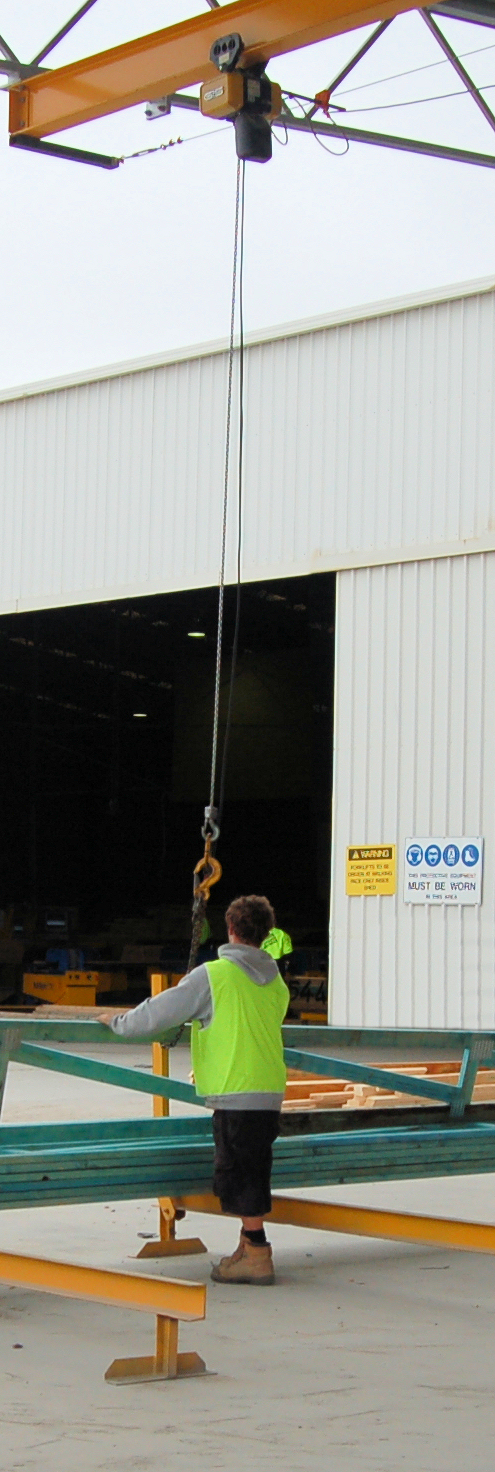 WARNING
FORKLIFTS TO BE
DRIVEN AT WALKING
PACE ONLY INSIDE
SHED
THIS PROTECTIVE EQUIPMENT
MUST BE WORN
IN THIS AREA